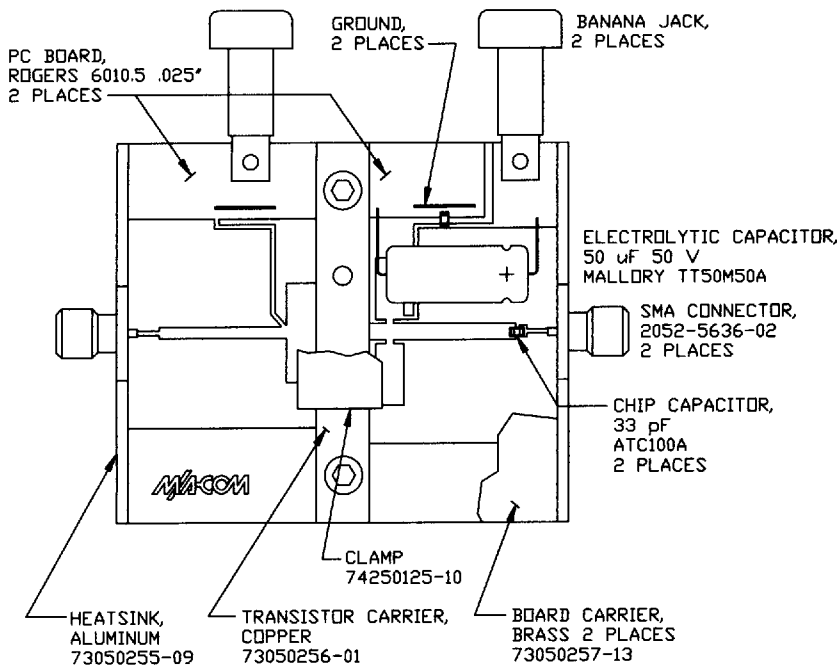 PC BOARD,
ROGERS 6010.5 .025"
2 PLACES
GROUND,
2 PLACES
BANANA JACK,
2 PLACES
ELECTROLYTIC CAPACITOR,
50 uF 50 V
MALLORY TT50M50A
+
SMA CONNECTOR,
2052-5636-02
2 PLACES
CHIP CAPACITOR,
33 pF
ATC100A
2 PLACES
M/A-COM
CLAMP
74250125-10
HEATSINK,
ALUMINUM
73050255-09
TRANSISTOR CARRIER,
COPPER
73050256-01
BOARD CARRIER,
BRASS 2 PLACES
73050257-13